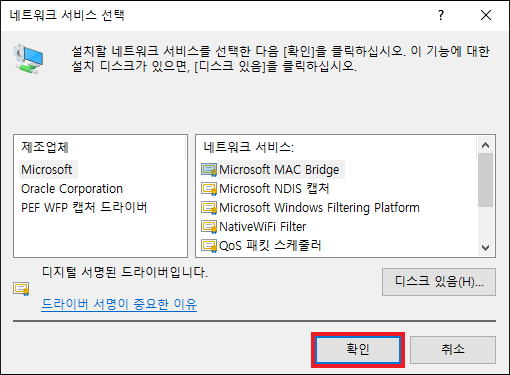 네트워크 서비스 선택
설치할 네트워크 서비스를 선택한 다음 [확인]을 클릭하십시오. 이 기능에 대한
설치 디스크가 있으면, [디스크 있음]을 클릭하십시오.
제조업체
Microsoft
Oracle Corporation
PEF WFP 캡처 드라이버
네트워크 서비스:
Microsoft MAC Bridge
Microsoft NDIS 캡처
Microsoft Windows Filtering Platform
NativeWiFi Filter
QoS 패킷 스케줄러
디지털 서명된 드라이버입니다.
드라이버 서명이 중요한 이유
디스크 있음(H)...
확인
취소